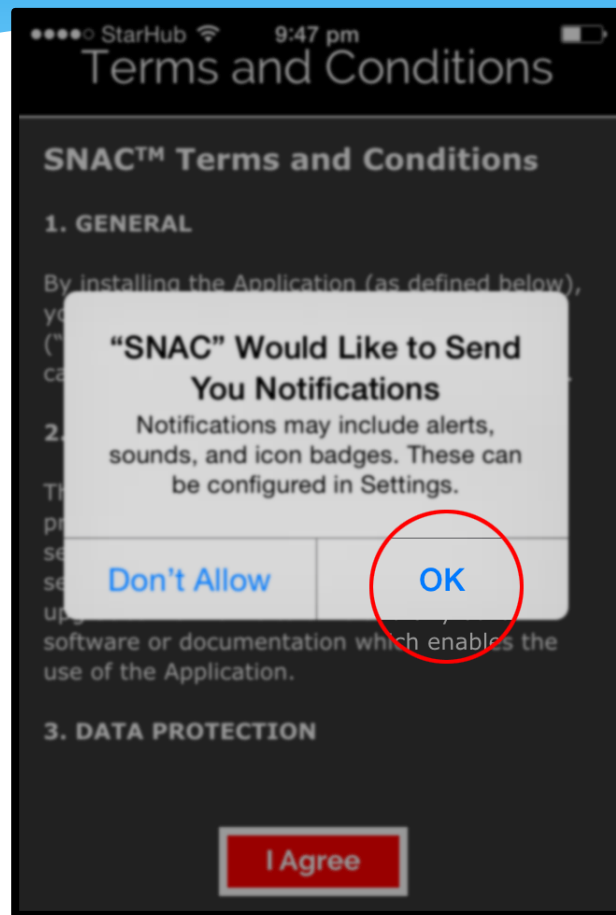 StarHub 9:47 pm
Terms and Conditions
SNAC™ Terms and Conditions
1. GENERAL
By installing the Application (as defined below),
“SNAC” Would Like to Send
You Notifications
Notifications may include alerts,
sounds, and icon badges. These can
be configured in Settings.
2.
Don't Allow
OK
software or documentation which enables the
use of the Application.
3. DATA PROTECTION
I Agree